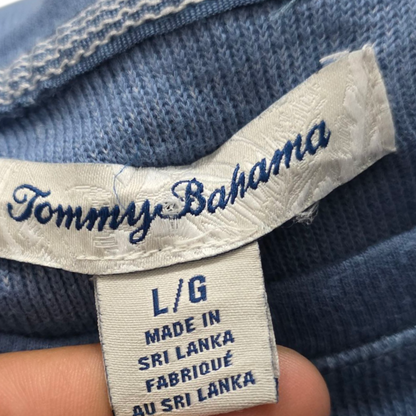 Tommy Bahama
L/G
MADE IN
SRI LANKA
FABRIQUÉ
AU SRI LANKA